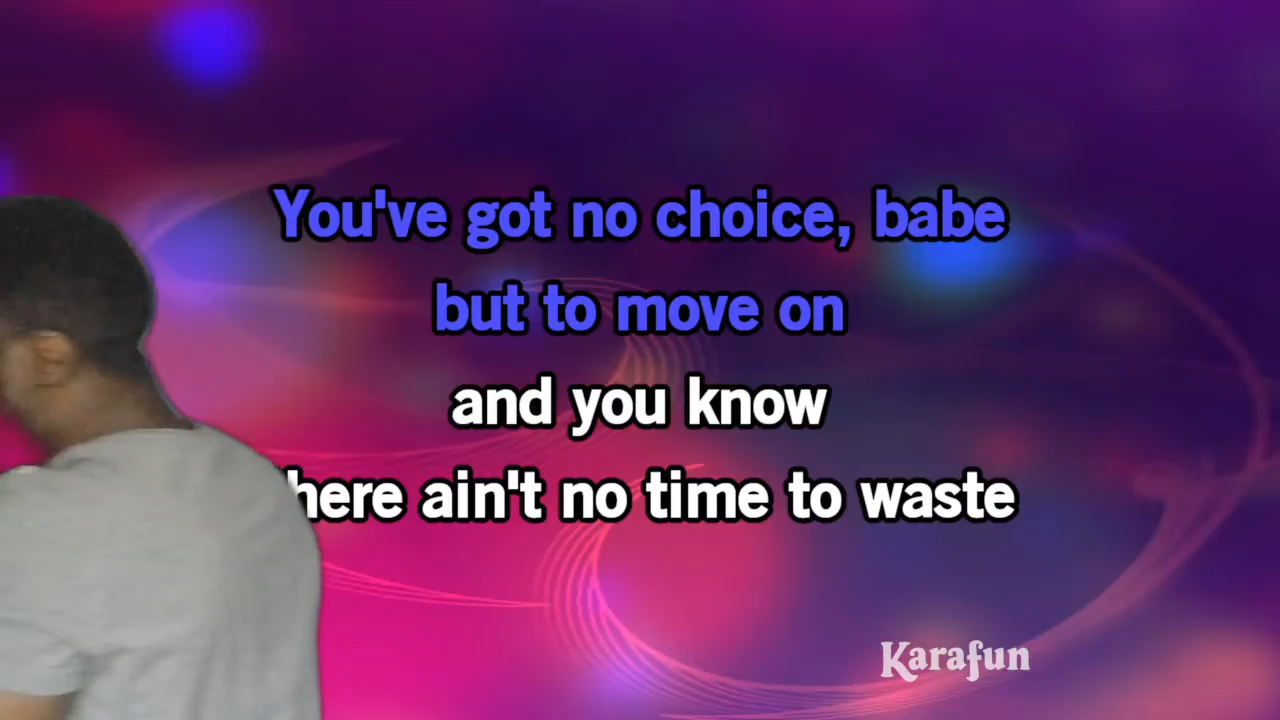 You've got no choice, babe
but to move on
and you know
ain't no time to waste
Karafun